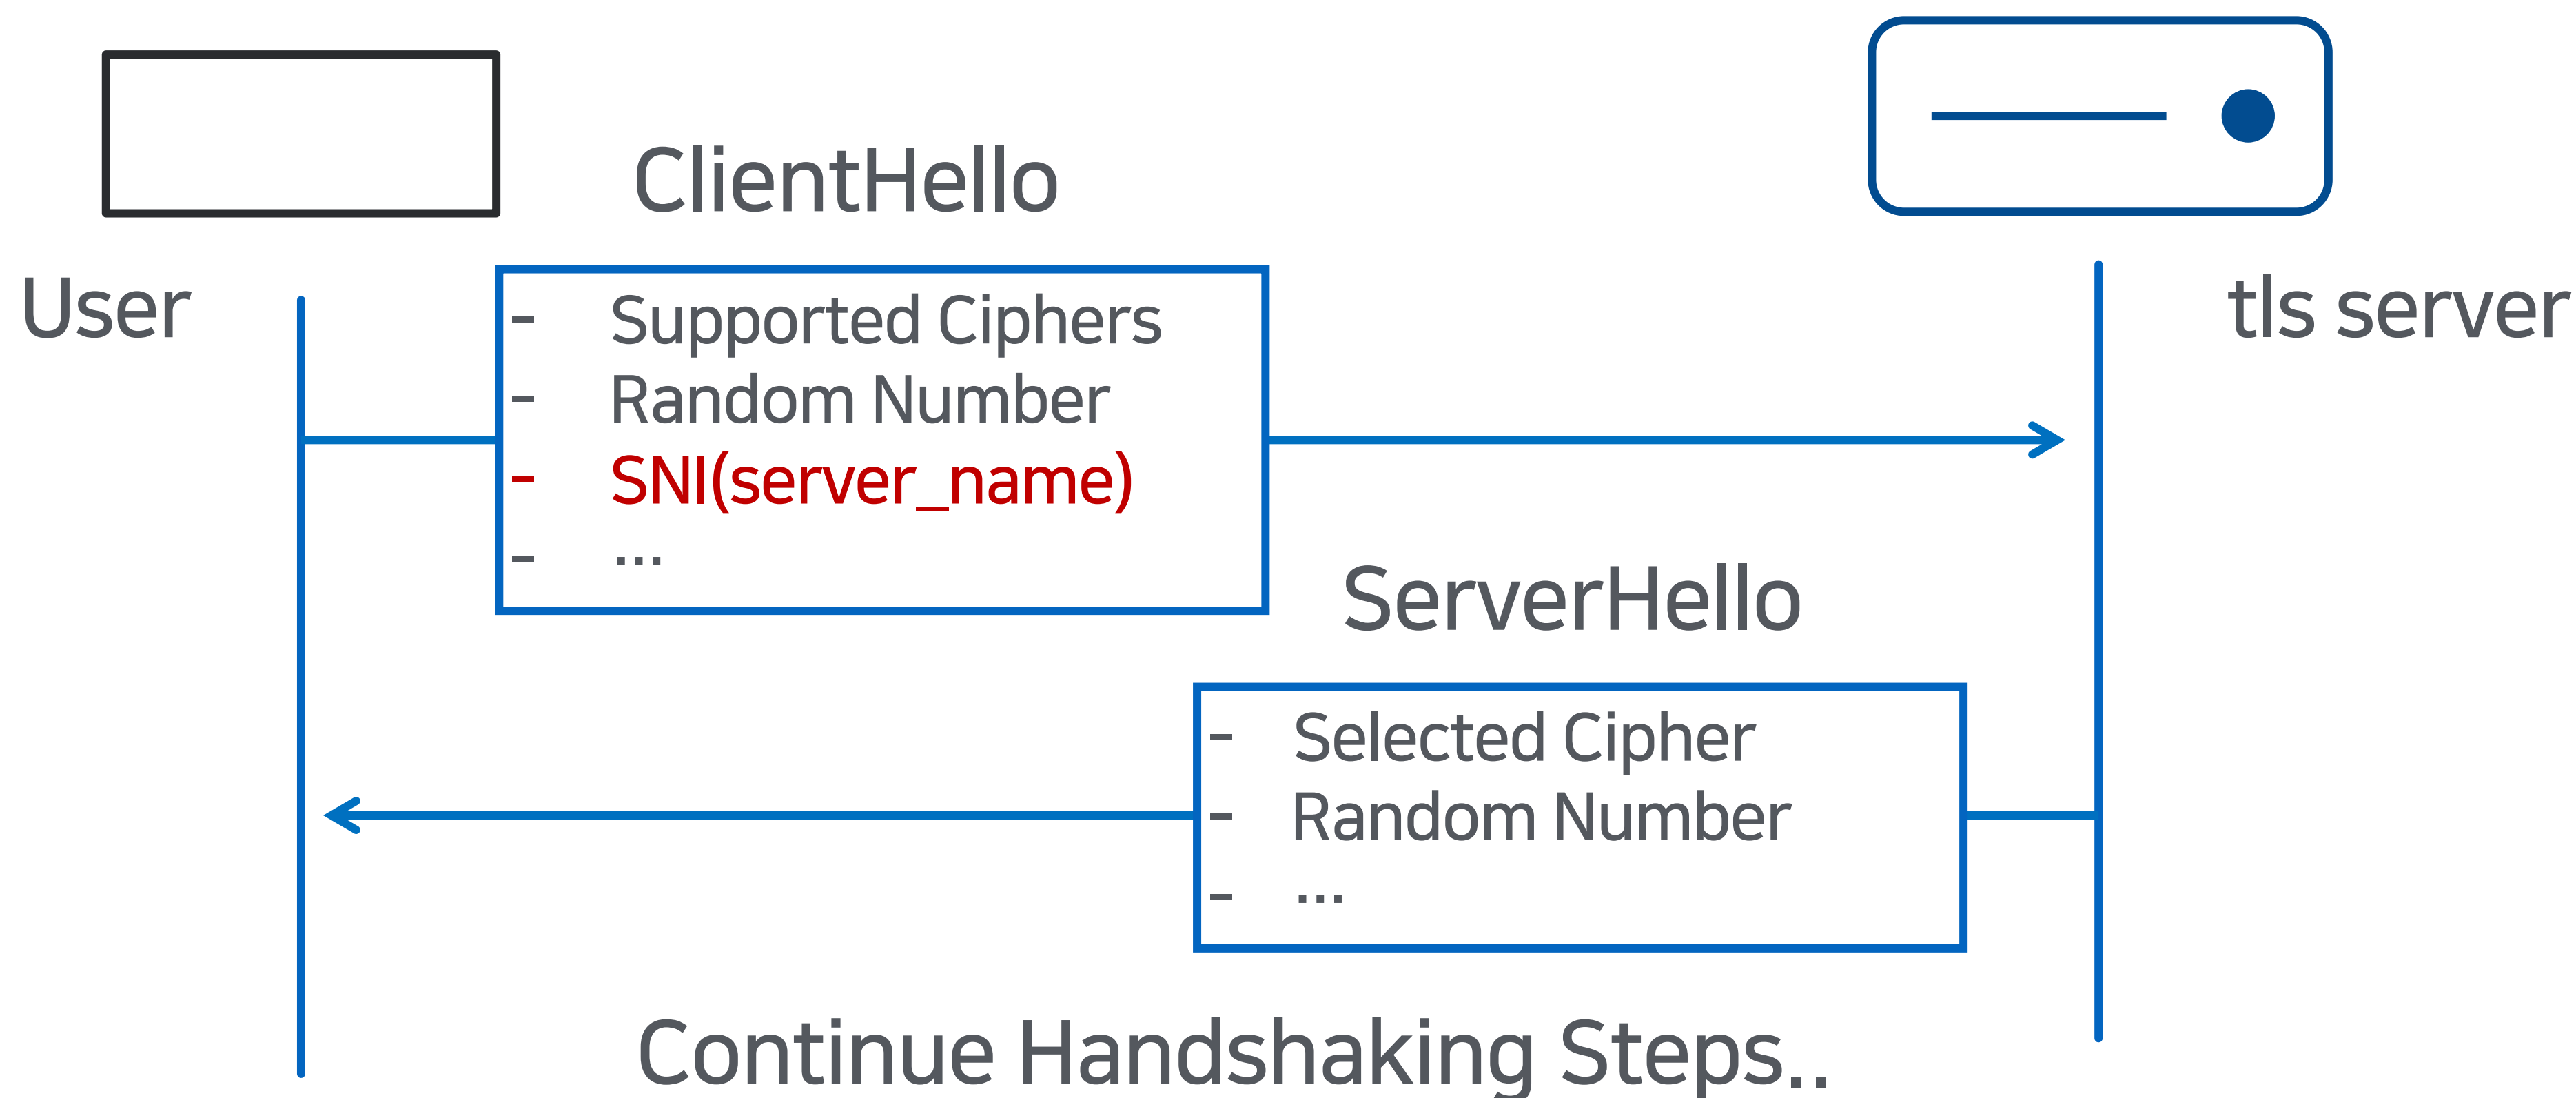 ClientHello
User
tls server
- Supported Ciphers
- Random Number
- SNI(server_name)
- ...
ServerHello
- Selected Cipher
- Random Number
- ...
Continue Handshaking Steps..